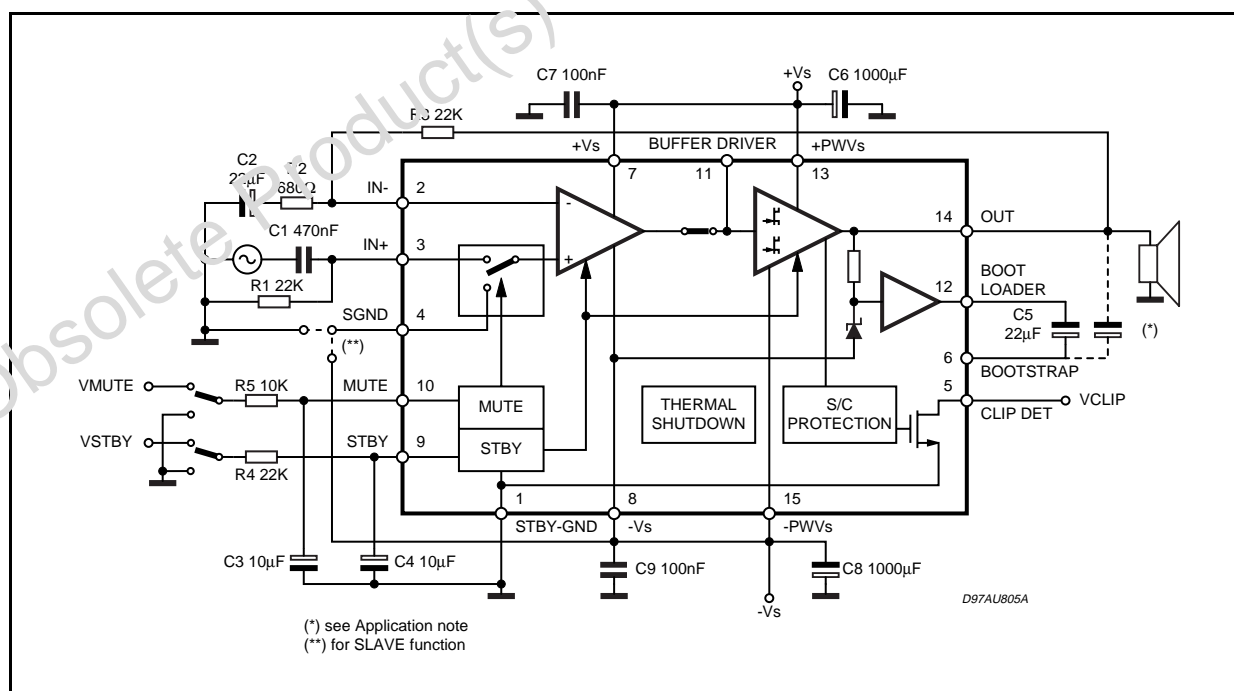 Obsolete Product(s)
C7 100nF
+Vs
C6 1000µF
R3 22K
+Vs
BUFFER DRIVER
+PWVs
7
11
13
C2
22µF
R2
680Ω
IN-
2
-
14
OUT
C1 470nF
IN+
3
+
R1 22K
SGND
4
(**)
12
BOOT
LOADER
C5
22µF
(*)
6
BOOTSTRAP
VMUTE
R5 10K
MUTE
10
MUTE
THERMAL
SHUTDOWN
S/C
PROTECTION
5
CLIP DET
VCLIP
VSTBY
R4 22K
STBY
9
STBY
1
STBY-GND
8
-Vs
15
-PWVs
C3 10µF
C4 10µF
C9 100nF
C8 1000µF
-Vs
D97AU805A
(*) see Application note
(**) for SLAVE function